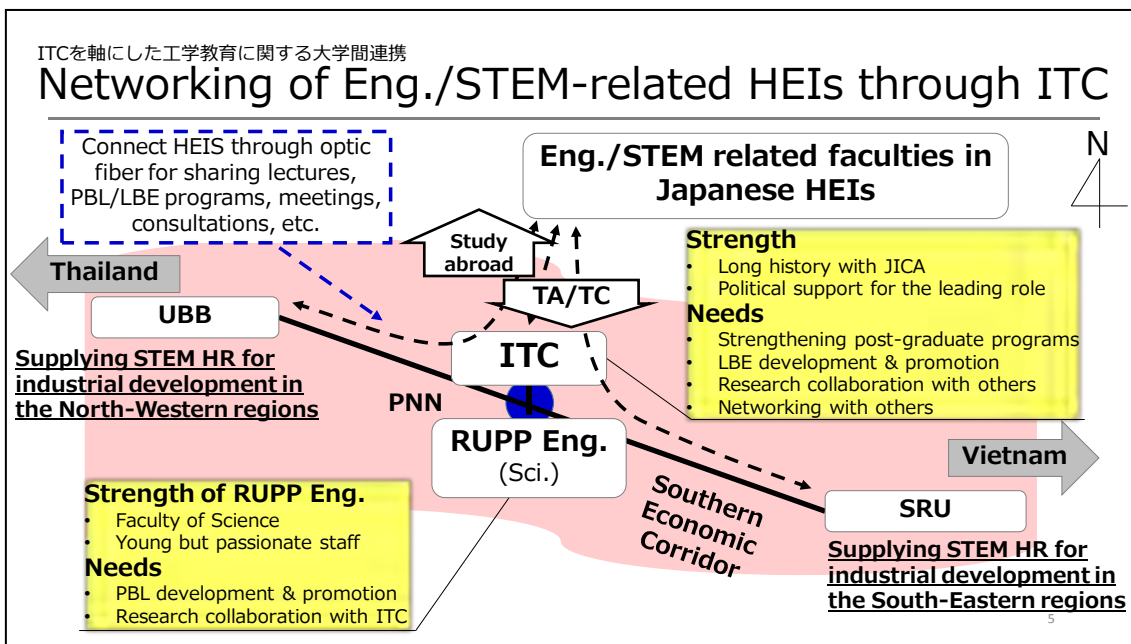 ITCを軸にした工学教育に関する大学間連携
Networking of Eng./STEM-related HEIs through ITC
Connect HEIS through optic
fiber for sharing lectures,
PBL/LBE programs, meetings,
consultations, etc.
Eng./STEM related faculties in
Japanese HEIs
N
Study
abroad
TA/TC
Thailand
UBB
Supplying STEM HR for
industrial development in
the North-Western regions
ITC
PNN
RUPP Eng.
(Sci.)
Strength
• Long history with JICA
• Political support for the leading role
Needs
• Strengthening post-graduate programs
• LBE development & promotion
• Research collaboration with others
• Networking with others
Vietnam
Strength of RUPP Eng.
• Faculty of Science
• Young but passionate staff
Needs
• PBL development & promotion
• Research collaboration with ITC
Southern
Economic
Corridor
SRU
Supplying STEM HR for
industrial development in
the South-Eastern regions
5